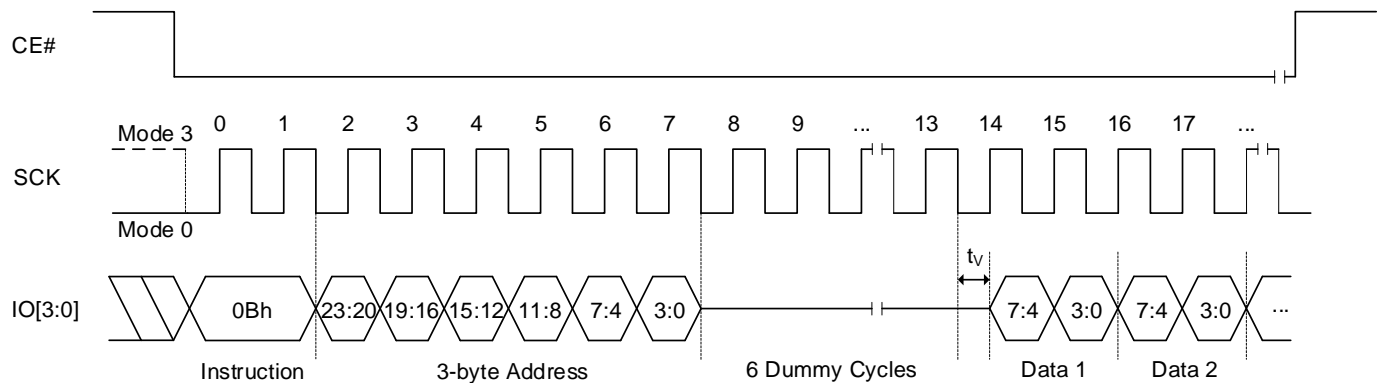 CE#
0 1 2 3 4 5 6 7 8 9 ... 13 14 15 16 17 ...
Mode 3
SCK
Mode 0
tV
IO[3:0] 0Bh 23:20 19:16 15:12 11:8 7:4 3:0 7:4 3:0 7:4 3:0 ...
Instruction 3-byte Address 6 Dummy Cycles Data 1 Data 2